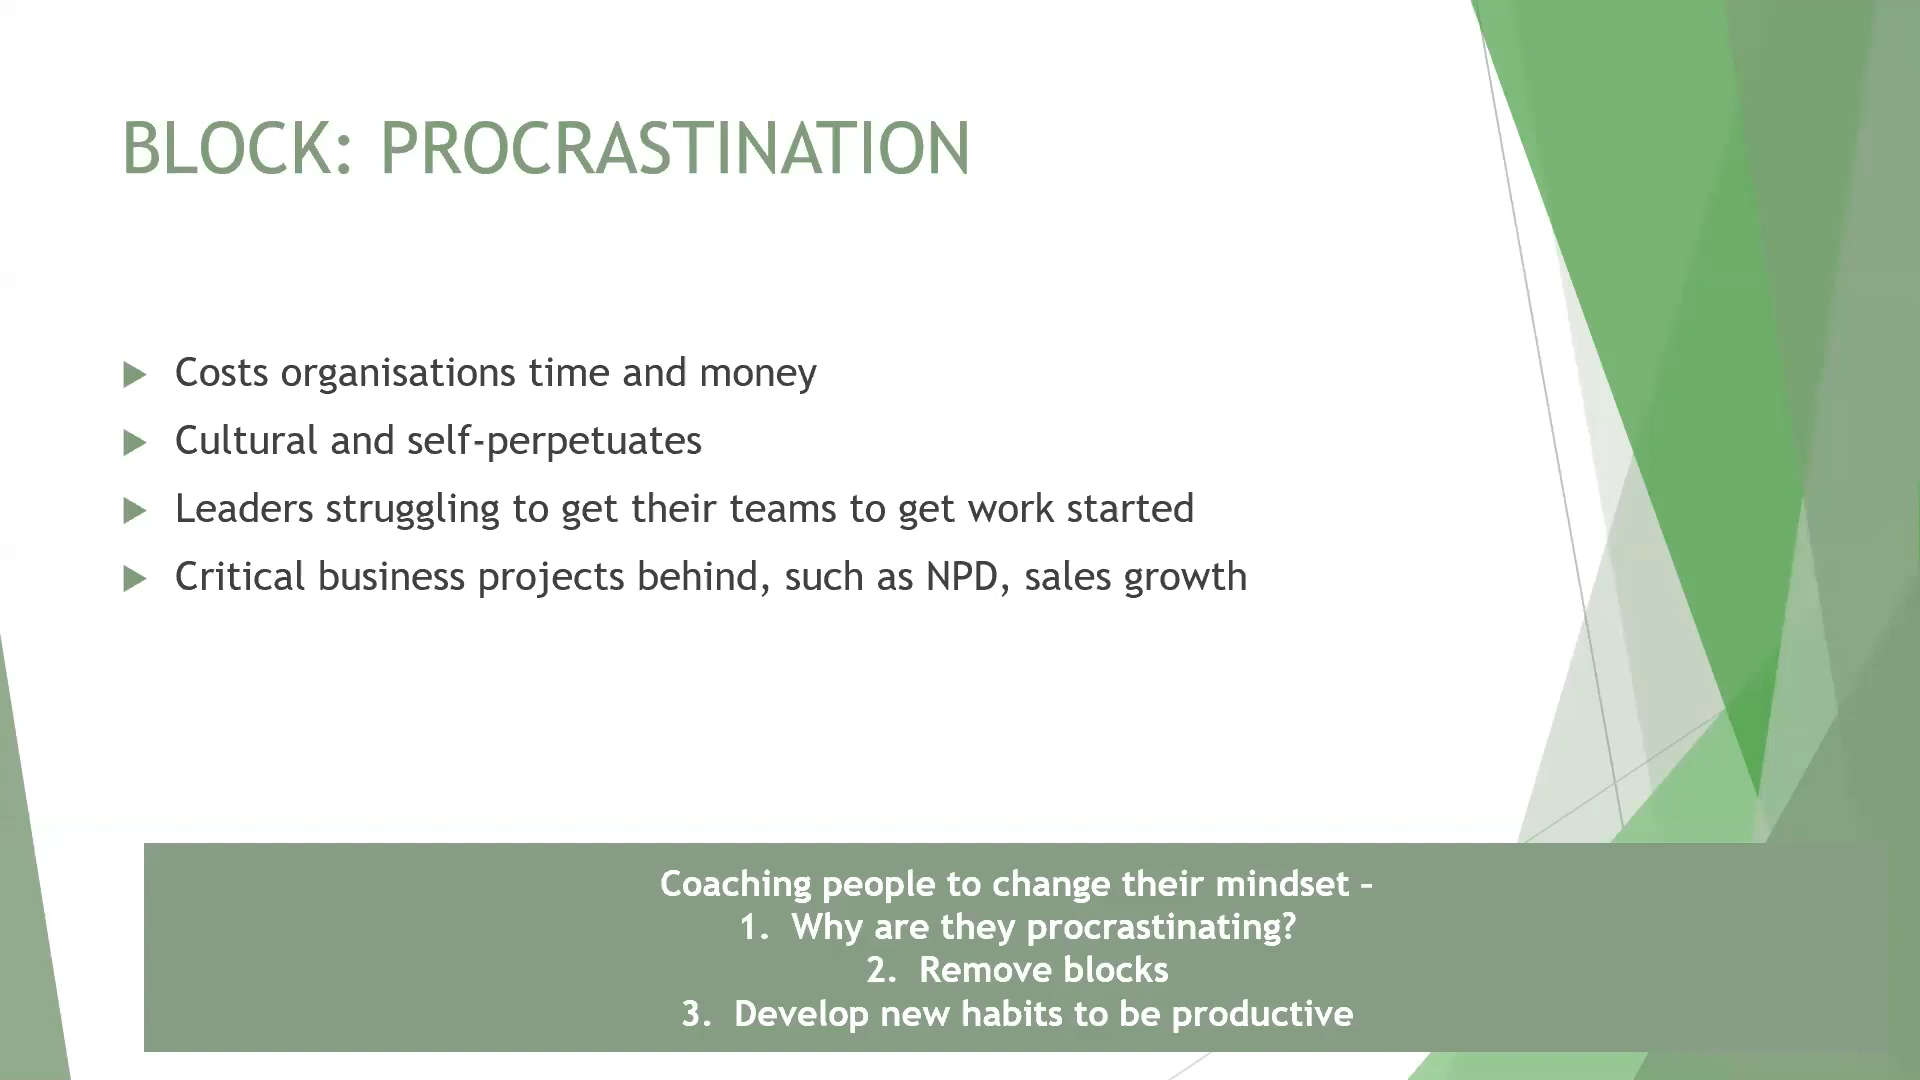 BLOCK: PROCRASTINATION
Costs organisations time and money
Cultural and self-perpetuates
Leaders struggling to get their teams to get work started
Critical business projects behind, such as NPD, sales growth
Coaching people to change their mindset –
1. Why are they procrastinating?
2. Remove blocks
3. Develop new habits to be productive